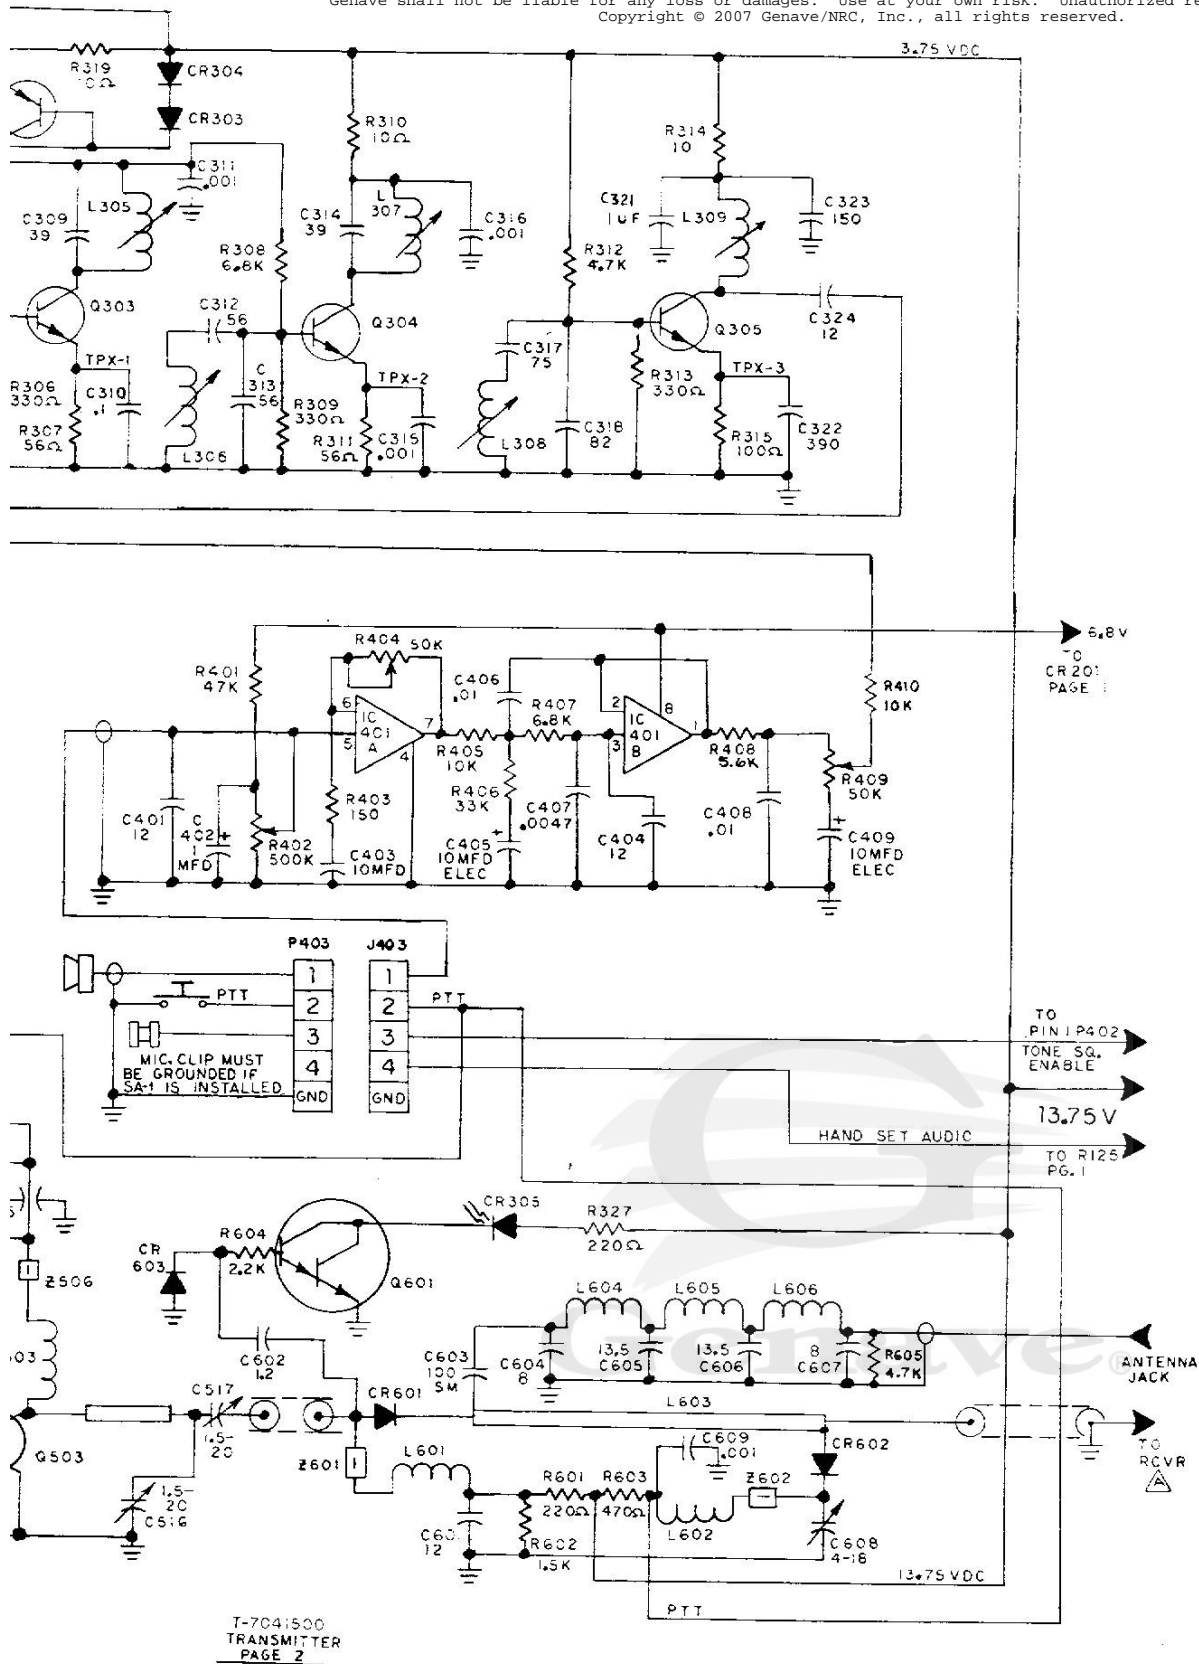 Genave shall not be liable for any loss or damages. Use at your own risk. Unauthorized re
Copyright © 2007 Genave/NRC, Inc., all rights reserved.
3.75 VDC
R319
10Ω
CR304
CR303
R310
10Ω
R314
10
C311
.001
L305
C309
39
C314
39
L
307
C316
.001
C321
1UF
L309
C323
150
R308
6.8K
R312
4.7K
Q303
C312
56
Q304
Q305
C324
12
C317
75
TPX-1
TPX-2
TPX-3
R306
330Ω
C310
.1
C
313
56
R313
330Ω
R307
56Ω
R309
330Ω
R311
56Ω
C315
.001
L306
L308
C318
82
R315
100Ω
C322
390
6.8V
TO
CR201
PAGE 1
R401
47K
R404 50K
C406
.01
R407
6.8K
R410
10K
6
5
IC
401
A
7
4
2
3
IC
401
B
8
1
R405
10K
R408
5.6K
R406
33K
R409
50K
C401
12
C
402
1
MFD
+
R402
500K
R403
150
C403
10MFD
C405
10MFD
ELEC
+
C407
.0047
C404
12
C408
.01
C409
10MFD
ELEC
+
P403
J403
1
2
3
4
GND
1
2
3
4
GND
PTT
PTT
MIC. CLIP MUST
BE GROUNDED IF
SA-1 IS INSTALLED
TO
PIN 1 P402
TONE SQ.
ENABLE
13.75 V
HAND SET AUDIO
TO R125
PG. 1
CR305
R327
220Ω
CR
603
R604
2.2K
Q601
Z506
L604
L605
L606
C602
1.2
C603
100
SM
C604
8
13.5
C605
13.5
C606
8
C607
R605
4.7K
Genave®
ANTENNA
JACK
C517
1.5-
20
CR601
L603
Q503
1.5-
20
C516
Z601
L601
C609
.001
CR602
TO
RCVR
A
R601
220Ω
R603
470Ω
Z602
L602
12
R602
1.5K
C608
4-18
13.75 VDC
PTT
T-7041500
TRANSMITTER
PAGE 2